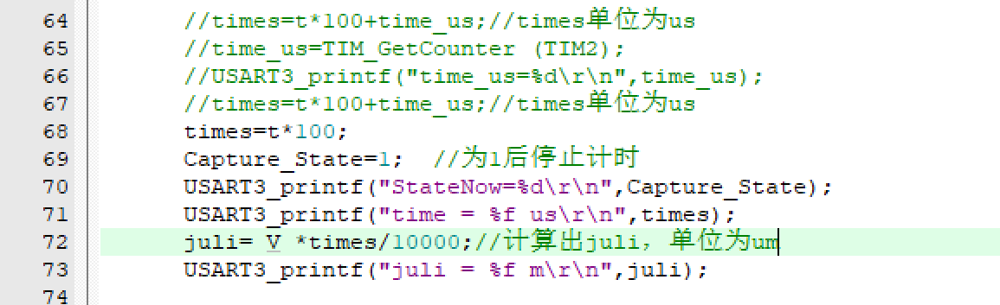 64 //times=t*100+time_us;//times单位为us
65 //time_us=TIM_GetCounter (TIM2);
66 //USART3_printf("time_us=%d\r\n",time_us);
67 //times=t*100+time_us;//times单位为us
68 times=t*100;
69 Capture_State=1; //为1后停止计时
70 USART3_printf("StateNow=%d\r\n",Capture_State);
71 USART3_printf("time = %f us\r\n",times);
72 juli= V *times/10000;//计算出juli，单位为um
73 USART3_printf("juli = %f m\r\n",juli);
74